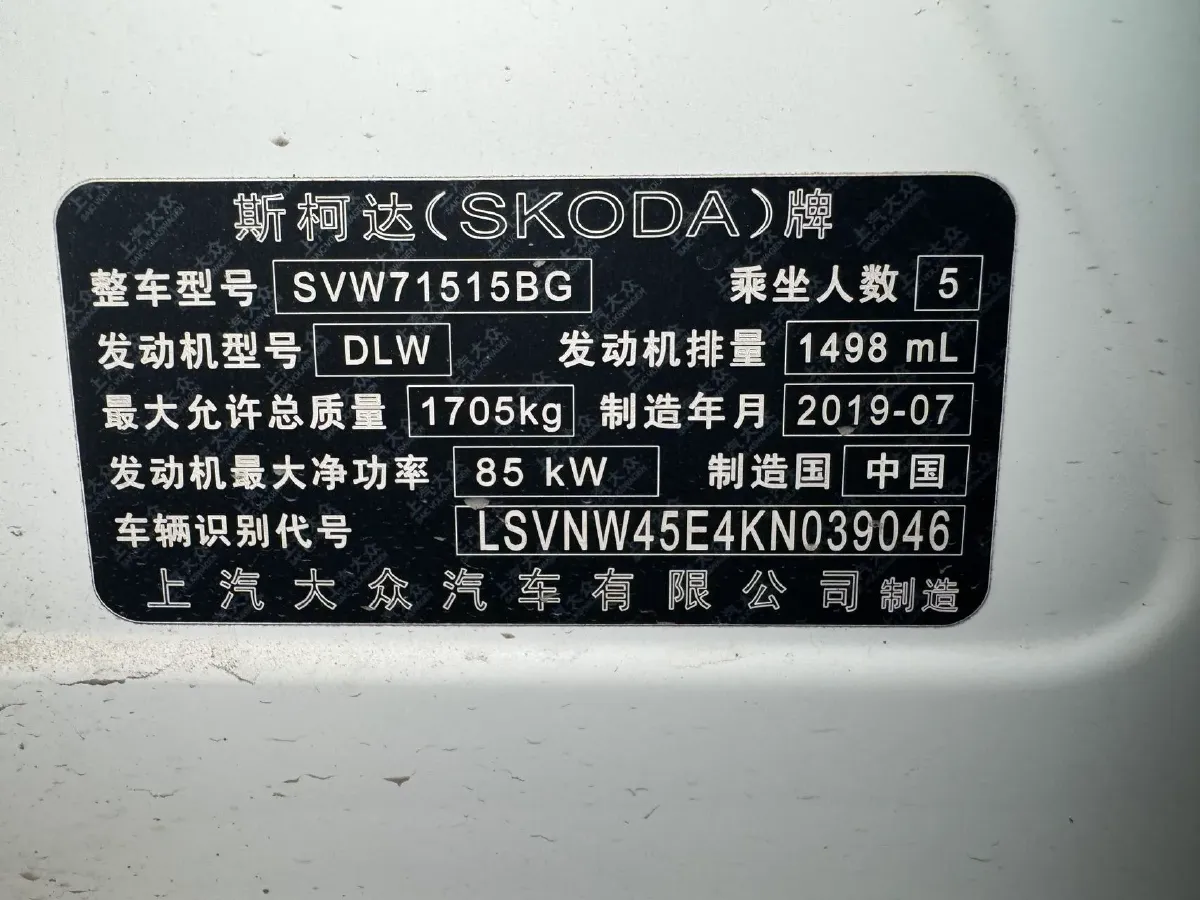 斯柯达(SKODA)牌
整车型号 SVW71515BG 乘坐人数 5
发动机型号 DLW 发动机排量 1498 mL
最大允许总质量 1705kg 制造年月 2019-07
发动机最大净功率 85 kW 制造国 中国
车辆识别代号 LSVNW45E4KN039046
上汽大众汽车有限公司 制造